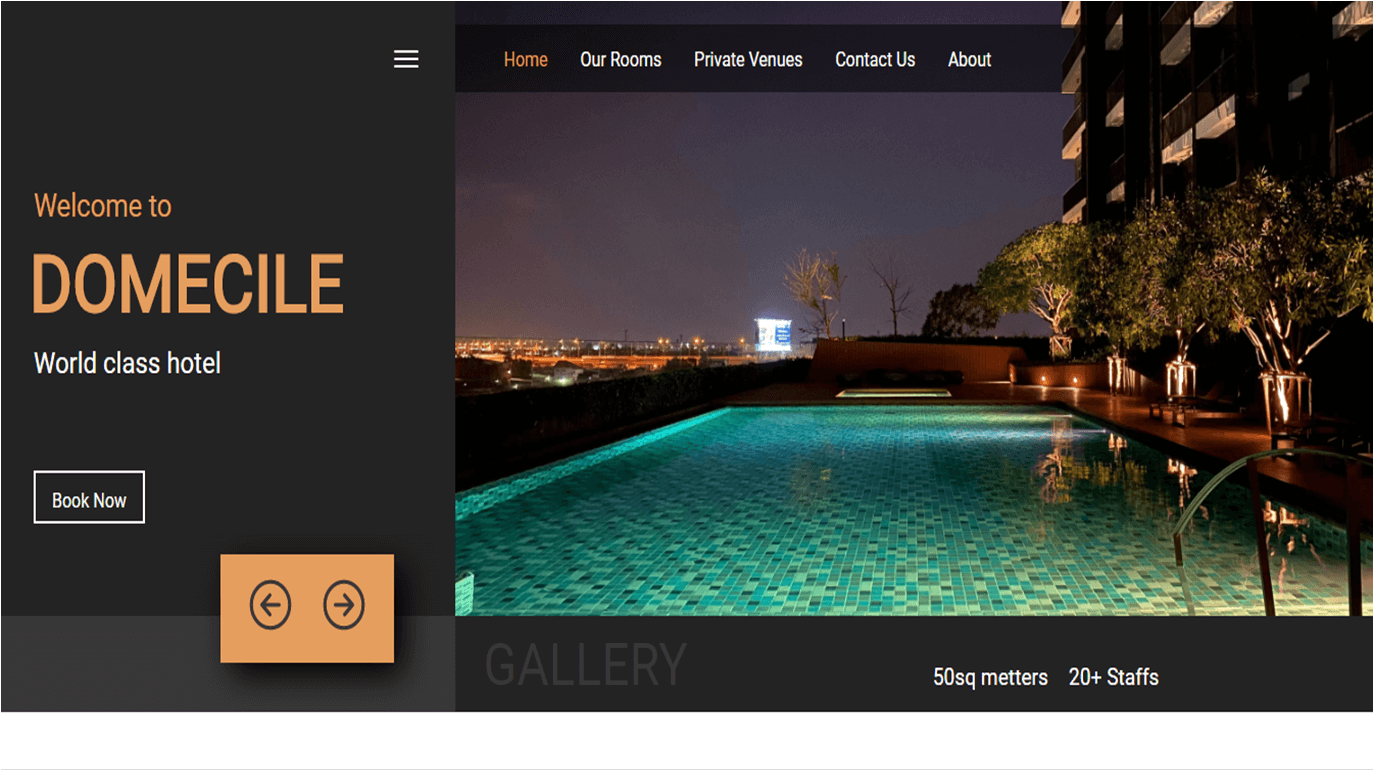 Home Our Rooms Private Venues Contact Us About
Welcome to
DOMECILE
World class hotel
Book Now
GALLERY
50sq metters 20+ Staffs